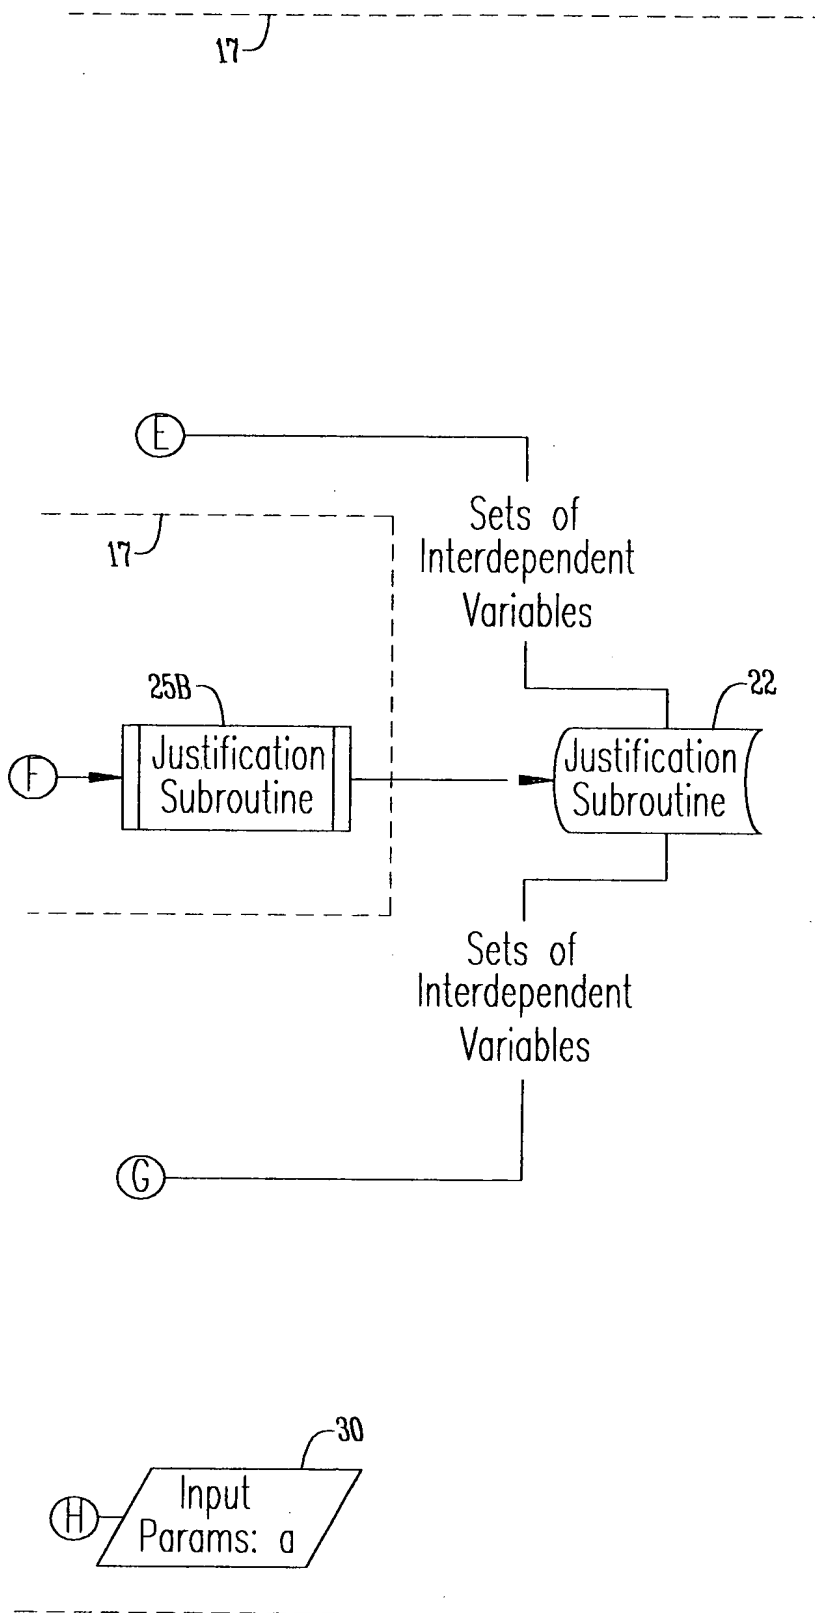 17
E
Sets of
Interdependent
Variables
17
25B
22
F
Justification
Subroutine
Justification
Subroutine
Sets of
Interdependent
Variables
G
30
H
Input
Params: a